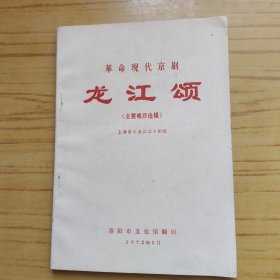 革命现代京剧
龙江颂
（主要唱段选辑）
上海市《龙江颂》剧组
洛阳市文化馆翻印
1972年5月